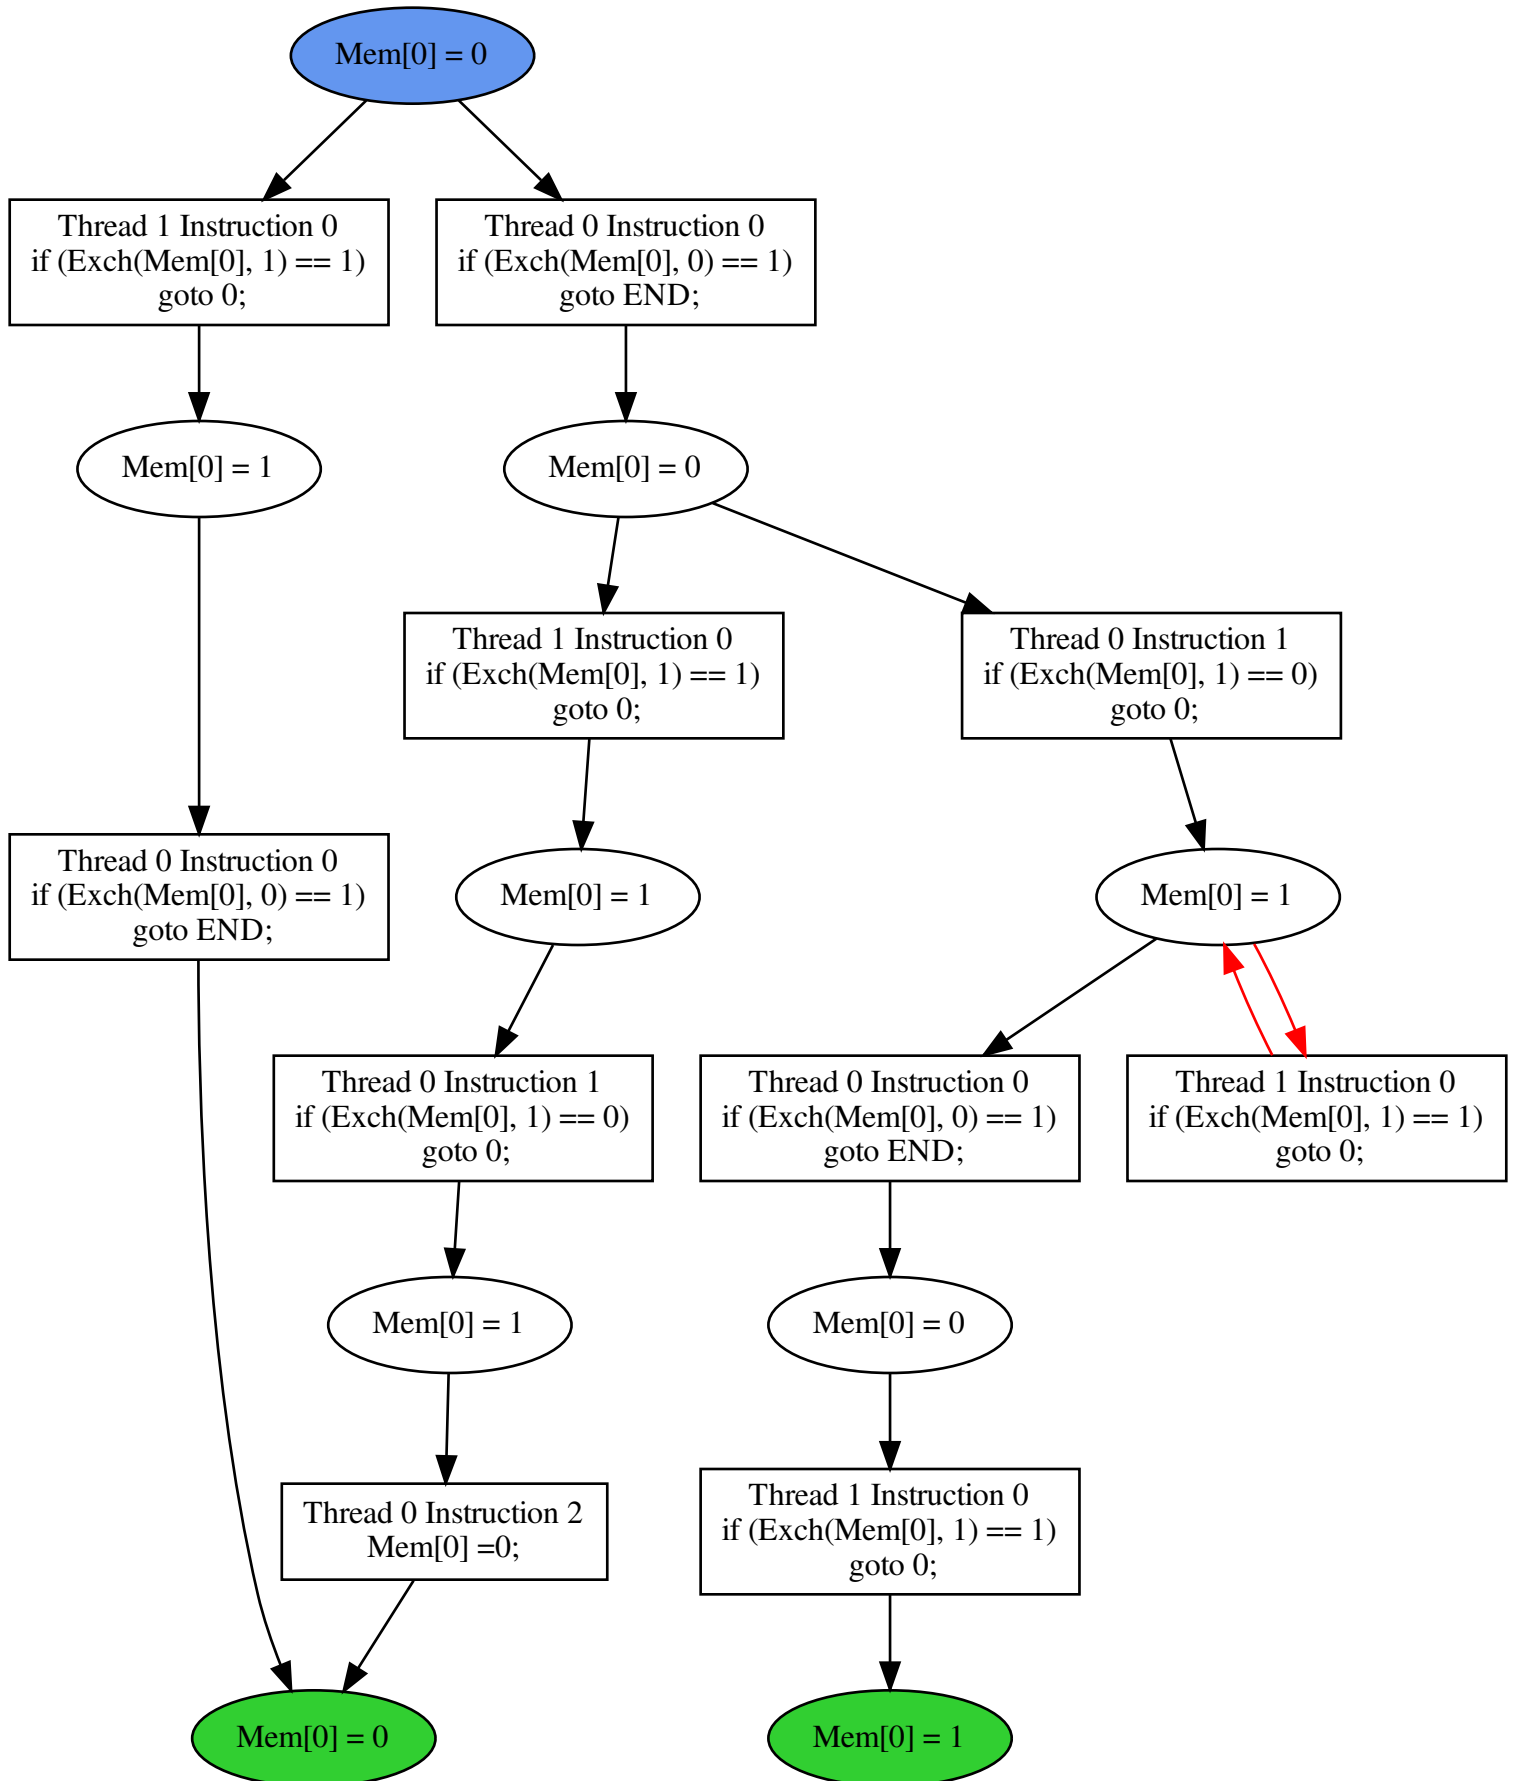 Mem[0] = 0
Thread 1 Instruction 0
if (Exch(Mem[0], 1) == 1)
goto 0;
Thread 0 Instruction 0
if (Exch(Mem[0], 0) == 1)
goto END;
Mem[0] = 1
Mem[0] = 0
Thread 1 Instruction 0
if (Exch(Mem[0], 1) == 1)
goto 0;
Thread 0 Instruction 1
if (Exch(Mem[0], 1) == 0)
goto 0;
Thread 0 Instruction 0
if (Exch(Mem[0], 0) == 1)
goto END;
Mem[0] = 1
Mem[0] = 1
Thread 0 Instruction 1
if (Exch(Mem[0], 1) == 0)
goto 0;
Thread 0 Instruction 0
if (Exch(Mem[0], 0) == 1)
goto END;
Thread 1 Instruction 0
if (Exch(Mem[0], 1) == 1)
goto 0;
Mem[0] = 1
Mem[0] = 0
Thread 0 Instruction 2
Mem[0] =0;
Thread 1 Instruction 0
if (Exch(Mem[0], 1) == 1)
goto 0;
Mem[0] = 0
Mem[0] = 1